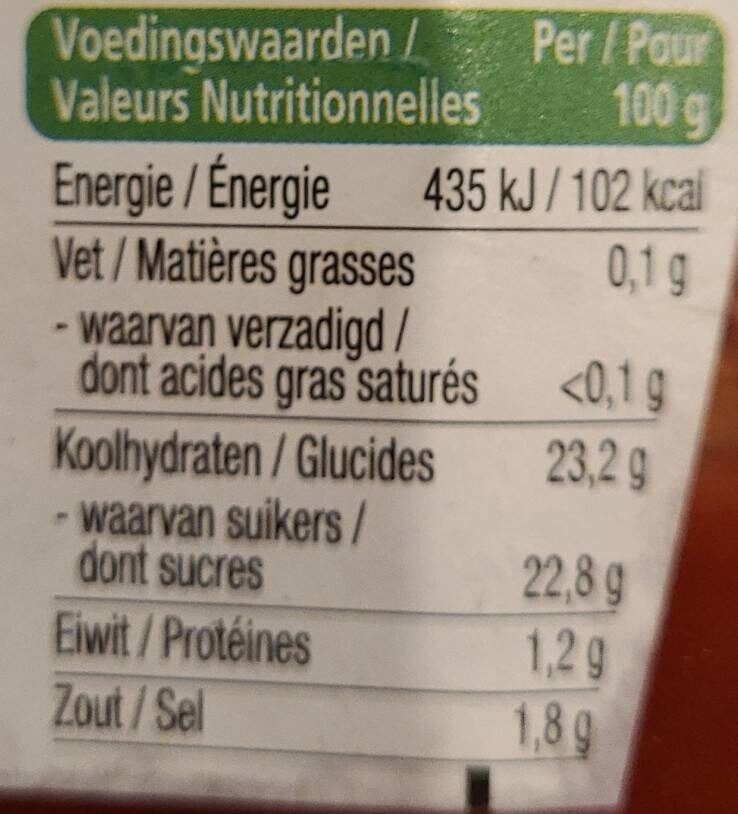 Voedingswaarden / Per / Pour
Valeurs Nutritionnelles 100 g
Energie / Énergie 435 kJ / 102 kcal
Vet / Matières grasses 0,1 g
- waarvan verzadigd /
dont acides gras saturés <0,1 g
Koolhydraten / Glucides 23,2 g
- waarvan suikers /
dont sucres 22,8 g
Eiwit / Protéines 1,2 g
Zout / Sel 1,8 g